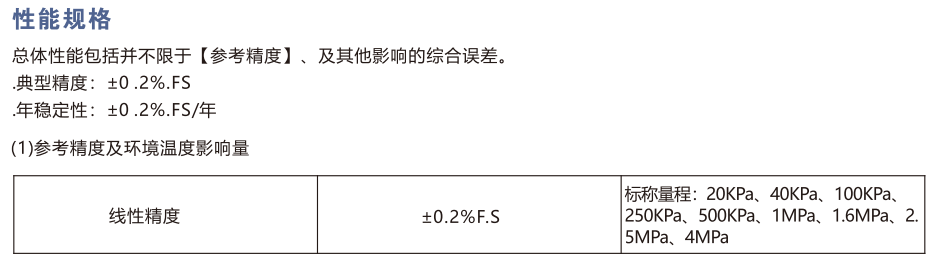 性能规格
总体性能包括并不限于【参考精度】、及其他影响的综合误差。
.典型精度：±0 .2%.FS
.年稳定性：±0 .2%.FS/年
(1)参考精度及环境温度影响量
线性精度
±0.2%F.S
标称量程：20KPa、40KPa、100KPa、
250KPa、500KPa、1MPa、1.6MPa、2.
5MPa、4MPa